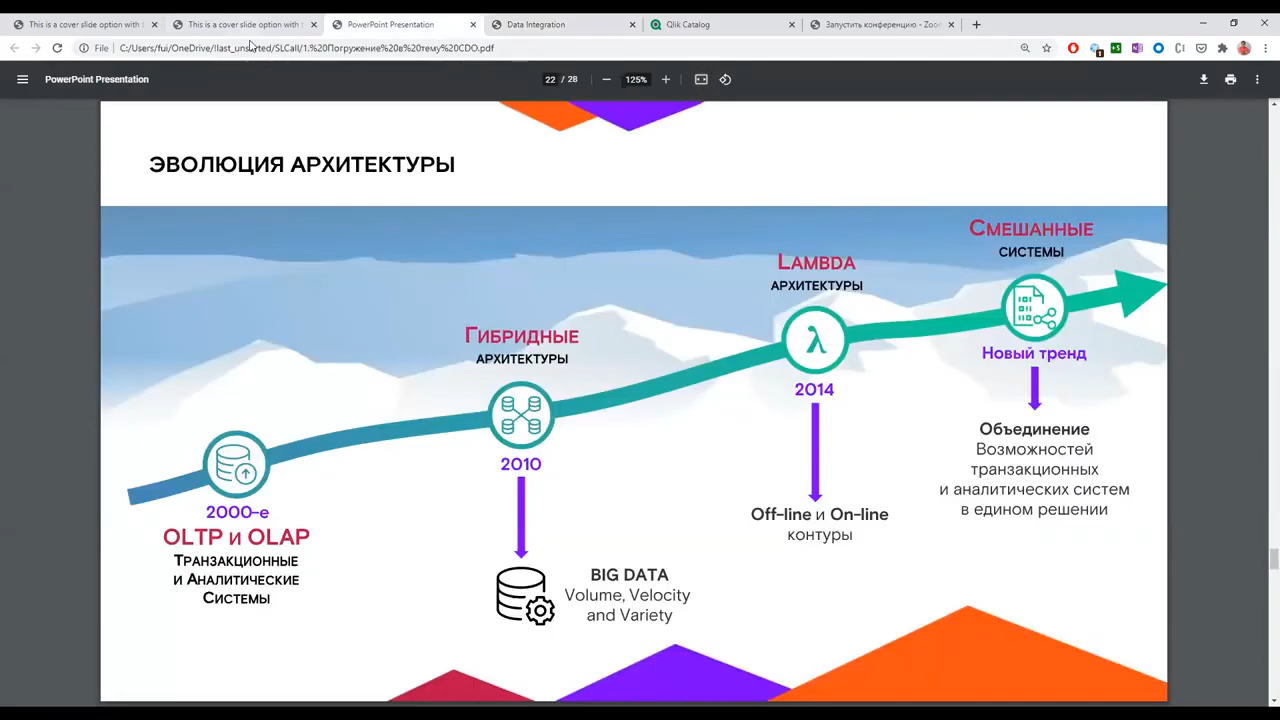 This is a cover slide option with t
This is a cover slide option with t
PowerPoint Presentation
Data Integration
Qlik Catalog
Запустить конференцию - Zoo
File
C:/Users/fui/OneDrive/!last_unsorted/SLCall/1.%20Погружение%20в%20тему%20CDO.pdf
PowerPoint Presentation
22 / 28
125%
ЭВОЛЮЦИЯ АРХИТЕКТУРЫ
СМЕШАННЫЕ
СИСТЕМЫ
LAMBDA
АРХИТЕКТУРЫ
ГИБРИДНЫЕ
АРХИТЕКТУРЫ
λ
Новый тренд
2014
2010
2000-е
OLTP и OLAP
ТРАНЗАКЦИОННЫЕ
И АНАЛИТИЧЕСКИЕ
СИСТЕМЫ
BIG DATA
Volume, Velocity
and Variety
Off-line и On-line
контуры
Объединение
Возможностей
транзакционных
и аналитических систем
в едином решении